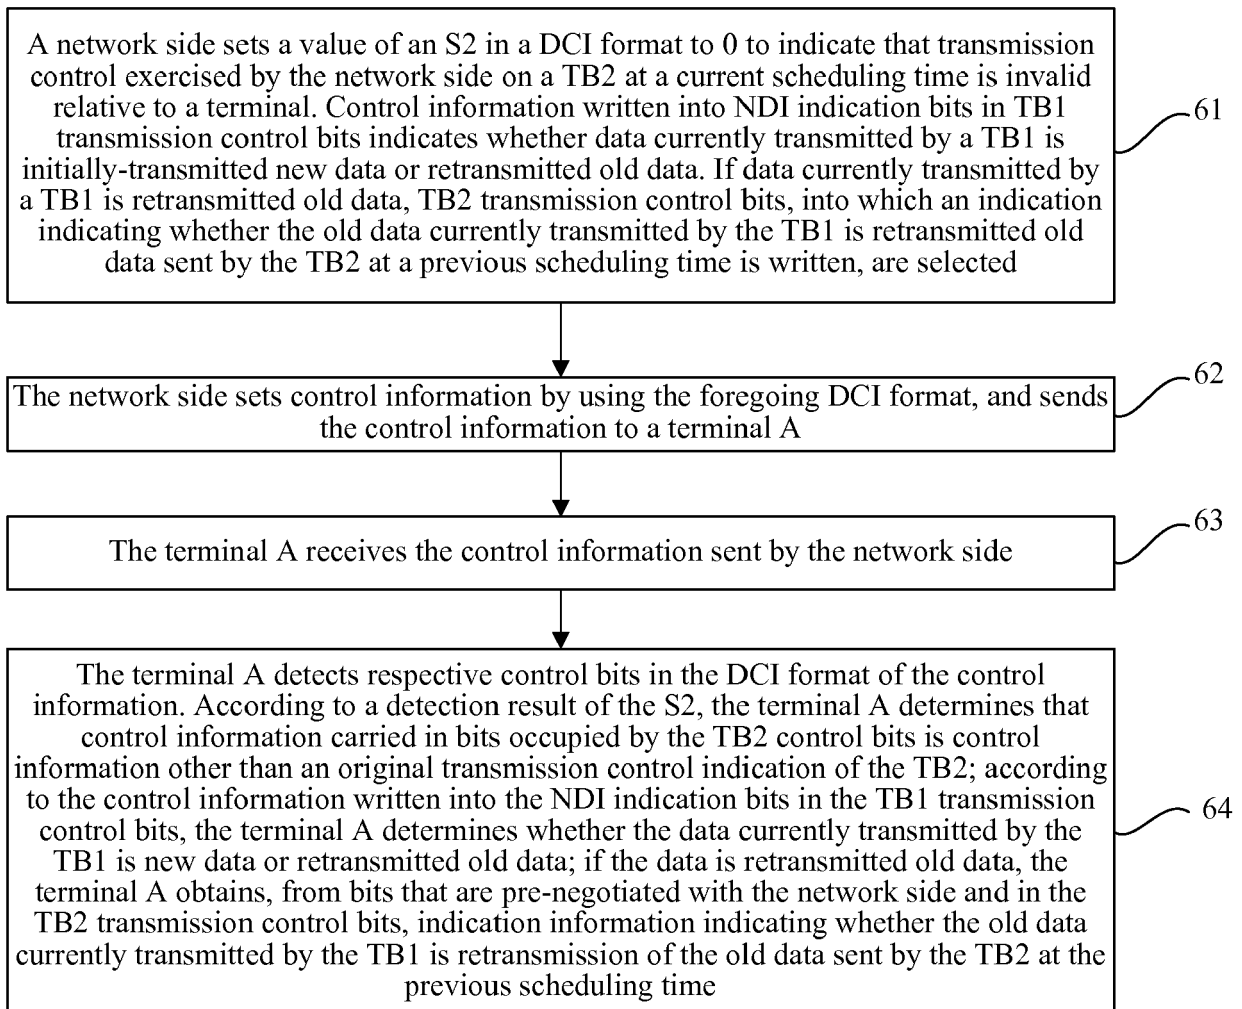 A network side sets a value of an S2 in a DCI format to 0 to indicate that transmission
control exercised by the network side on a TB2 at a current scheduling time is invalid
relative to a terminal. Control information written into NDI indication bits in TB1
transmission control bits indicates whether data currently transmitted by a TB1 is
initially-transmitted new data or retransmitted old data. If data currently transmitted by
a TB1 is retransmitted old data, TB2 transmission control bits, into which an indication
indicating whether the old data currently transmitted by the TB1 is retransmitted old
data sent by the TB2 at a previous scheduling time is written, are selected
61
The network side sets control information by using the foregoing DCI format, and sends
the control information to a terminal A
62
The terminal A receives the control information sent by the network side
63
The terminal A detects respective control bits in the DCI format of the control
information. According to a detection result of the S2, the terminal A determines that
control information carried in bits occupied by the TB2 control bits is control
information other than an original transmission control indication of the TB2; according
to the control information written into the NDI indication bits in the TB1 transmission
control bits, the terminal A determines whether the data currently transmitted by the
TB1 is new data or retransmitted old data; if the data is retransmitted old data, the
terminal A obtains, from bits that are pre-negotiated with the network side and in the
TB2 transmission control bits, indication information indicating whether the old data
currently transmitted by the TB1 is retransmission of the old data sent by the TB2 at the
previous scheduling time
64